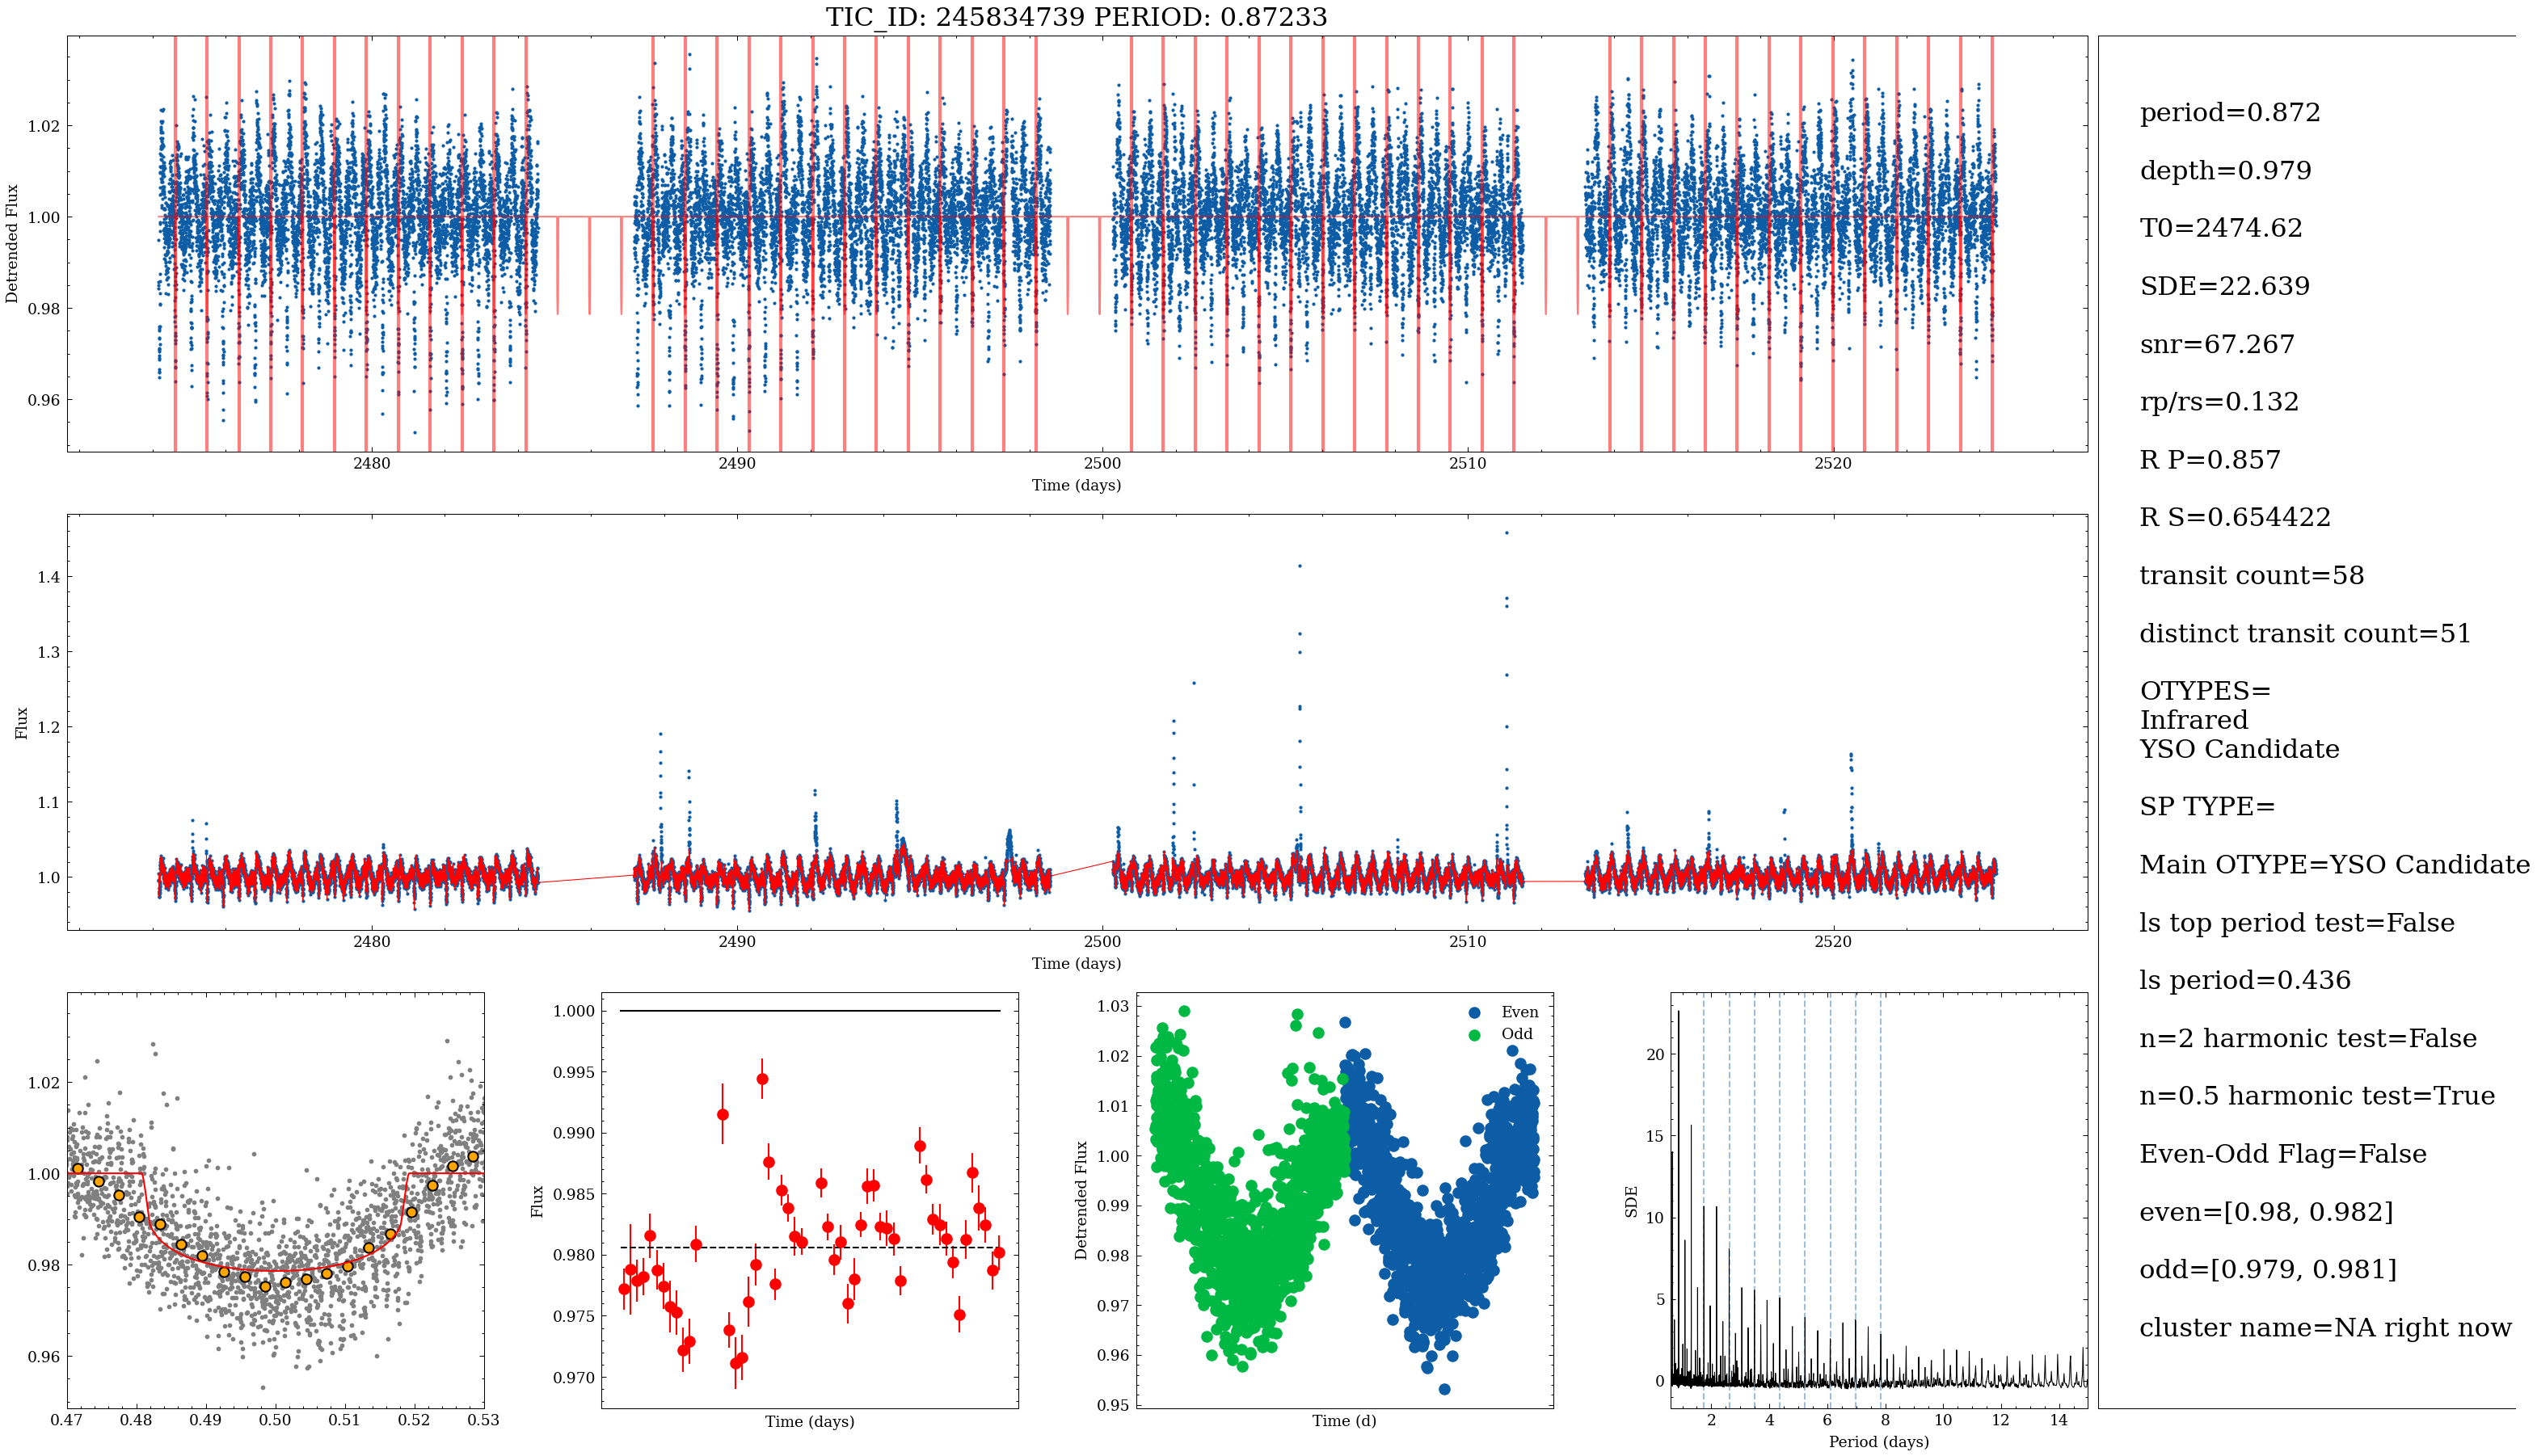 TIC_ID: 245834739 PERIOD: 0.87233
1.02
1.00
0.98
0.96
Detrended Flux
2480
2490
2500
2510
2520
Time (days)
1.4
1.3
1.2
1.1
1.0
Flux
2480
2490
2500
2510
2520
Time (days)
1.02
1.00
0.98
0.96
0.47
0.48
0.49
0.50
0.51
0.52
0.53
1.000
0.995
0.990
0.985
0.980
0.975
0.970
Flux
Time (days)
1.03
1.02
1.01
1.00
0.99
0.98
0.97
0.96
0.95
Detrended Flux
Even
Odd
Time (d)
20
15
10
5
0
SDE
2
4
6
8
10
12
14
Period (days)
period=0.872
depth=0.979
T0=2474.62
SDE=22.639
snr=67.267
rp/rs=0.132
R P=0.857
R S=0.654422
transit count=58
distinct transit count=51
OTYPES=
Infrared
YSO Candidate
SP TYPE=
Main OTYPE=YSO Candidate
ls top period test=False
ls period=0.436
n=2 harmonic test=False
n=0.5 harmonic test=True
Even-Odd Flag=False
even=[0.98, 0.982]
odd=[0.979, 0.981]
cluster name=NA right now